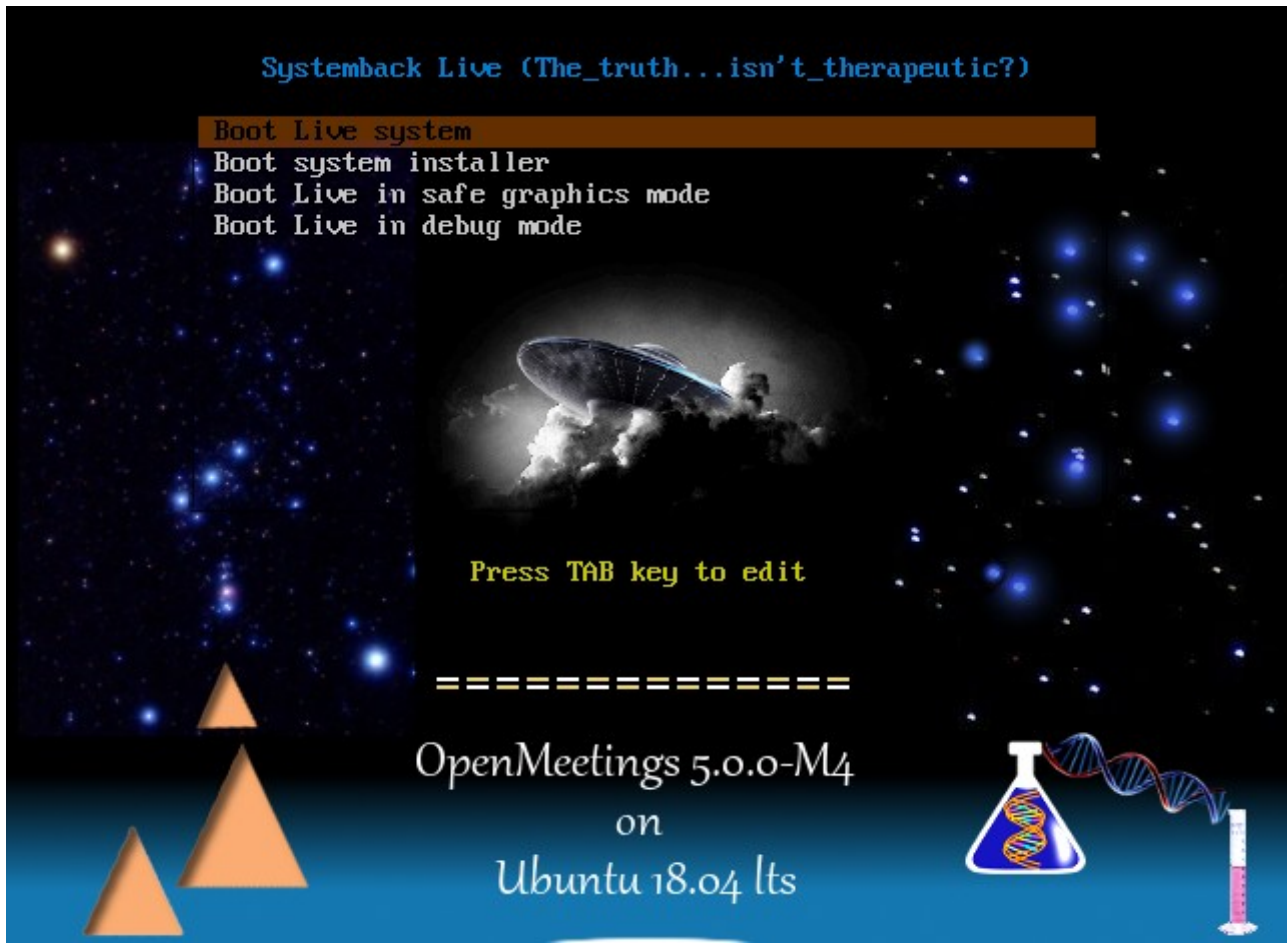 Systemback Live (The_truth...isn't_therapeutic?)
Boot Live system
Boot system installer
Boot Live in safe graphics mode
Boot Live in debug mode
Press TAB key to edit
==============
OpenMeetings 5.0.0-M4
on
Ubuntu 18.04 lts